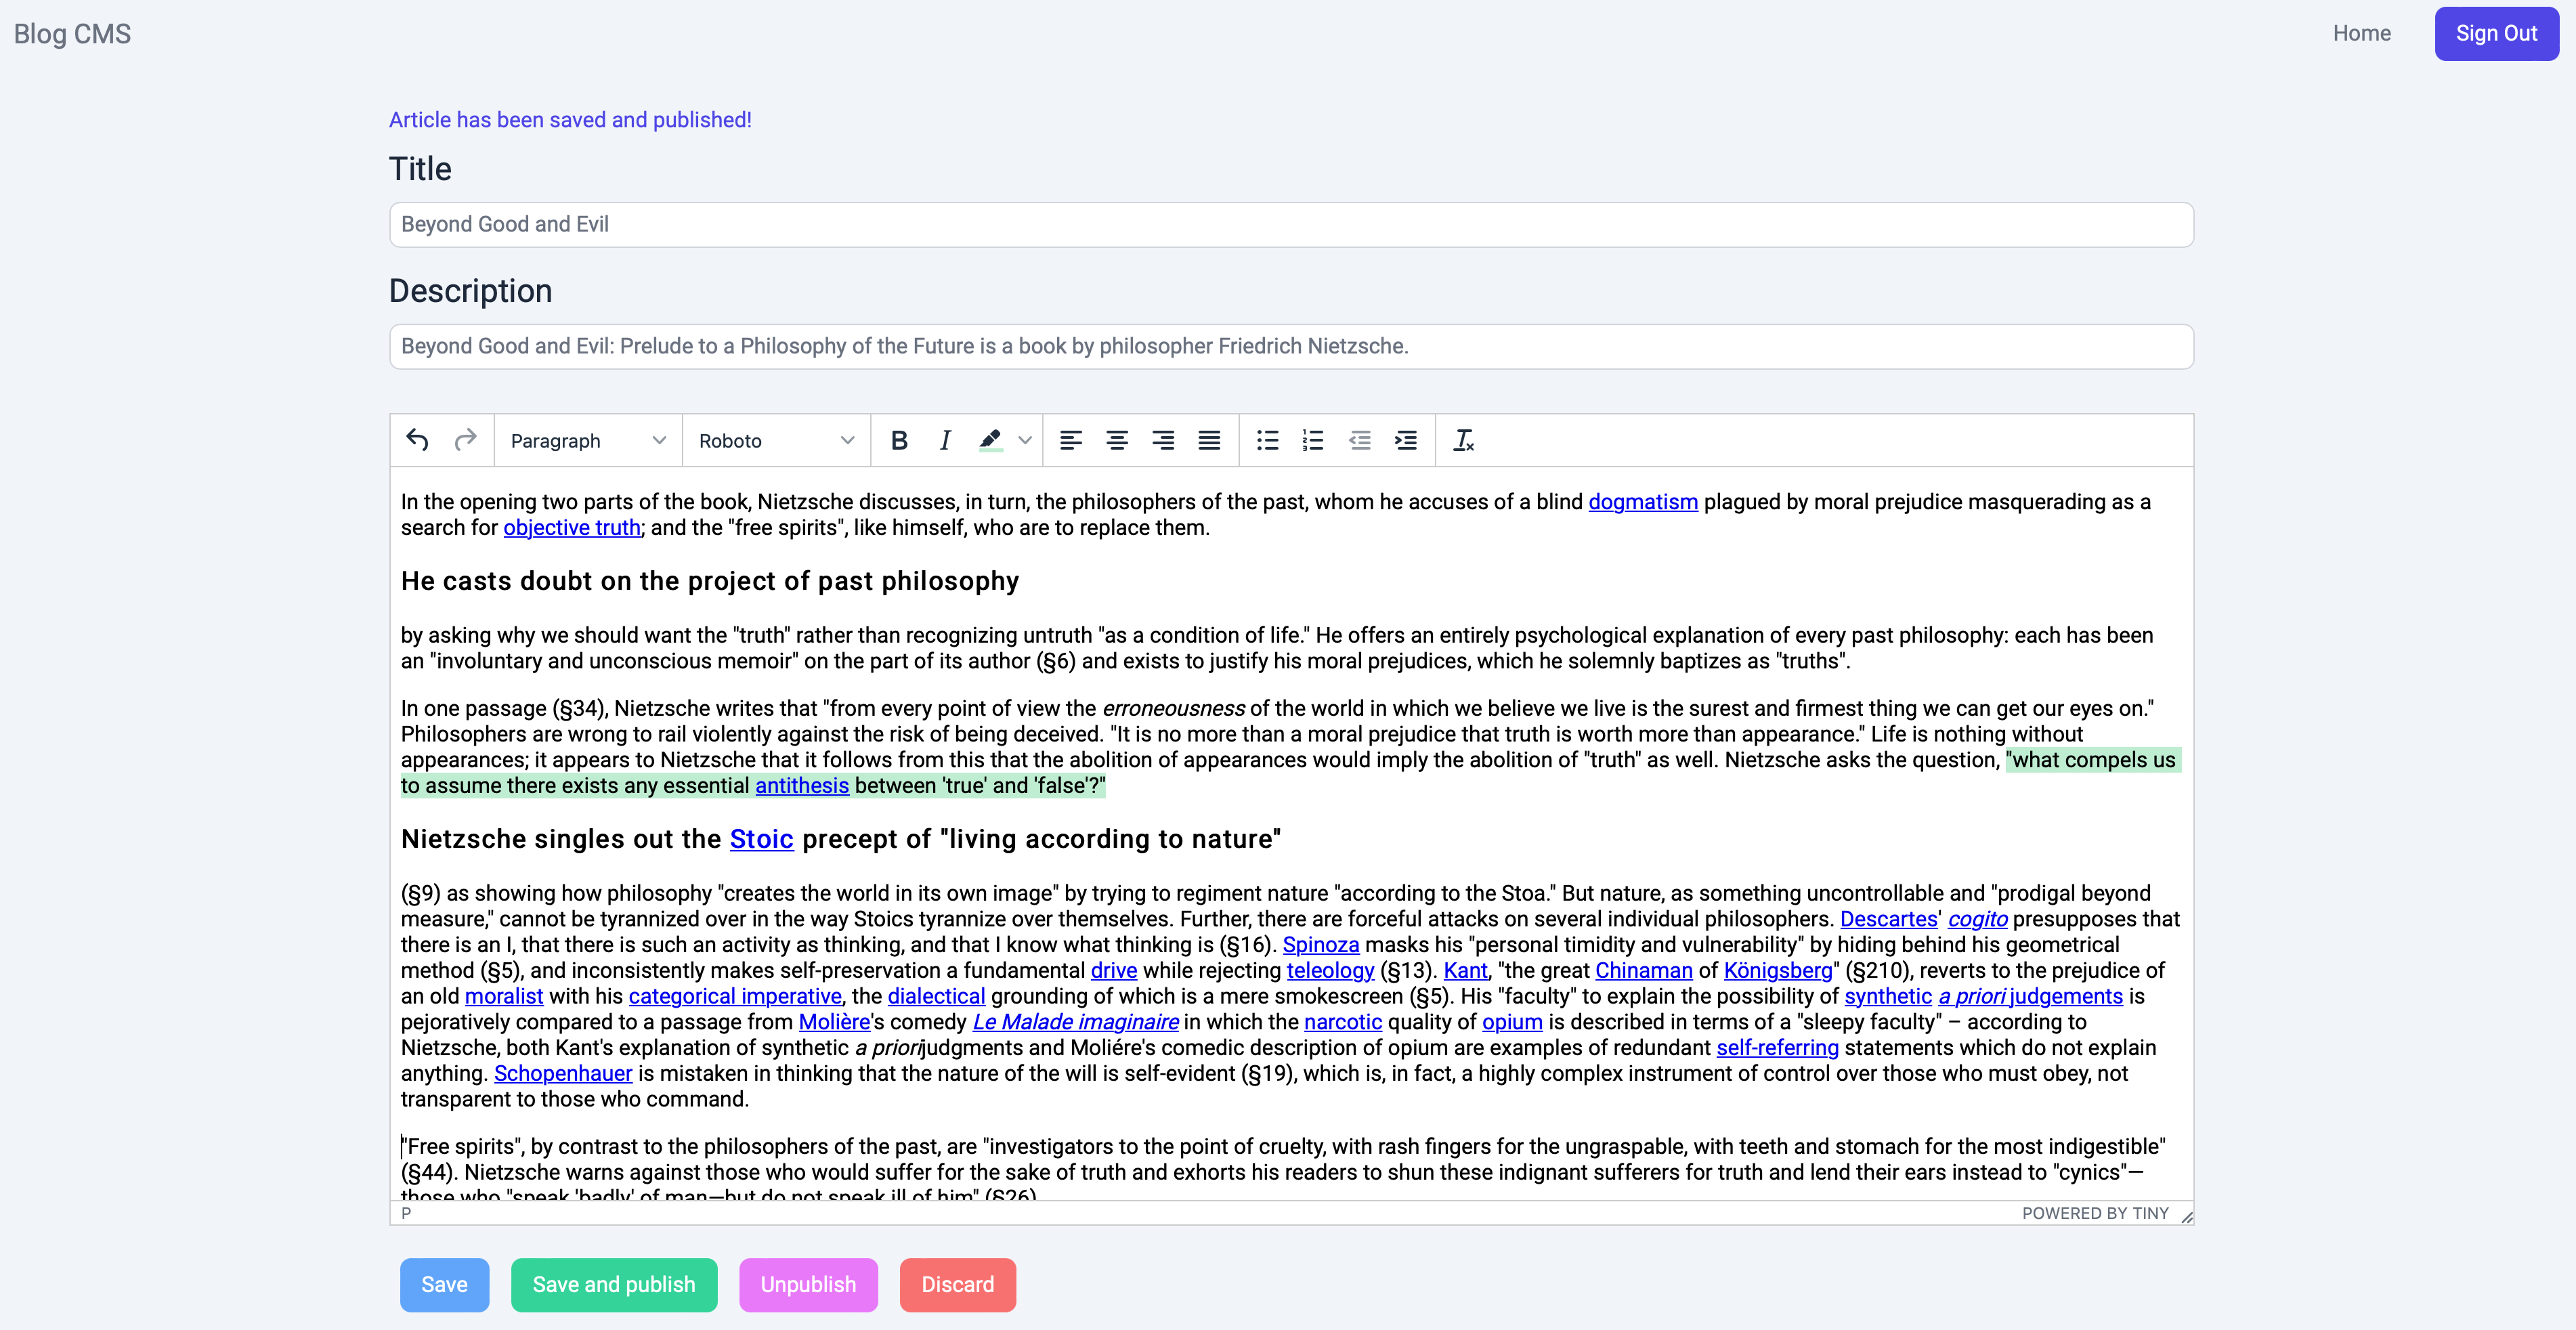 Blog CMS
Home
Sign Out
Article has been saved and published!
Title
Beyond Good and Evil
Description
Beyond Good and Evil: Prelude to a Philosophy of the Future is a book by philosopher Friedrich Nietzsche.
Paragraph
Roboto
B
I
In the opening two parts of the book, Nietzsche discusses, in turn, the philosophers of the past, whom he accuses of a blind dogmatism plagued by moral prejudice masquerading as a
search for objective truth; and the "free spirits", like himself, who are to replace them.
He casts doubt on the project of past philosophy
by asking why we should want the "truth" rather than recognizing untruth "as a condition of life." He offers an entirely psychological explanation of every past philosophy: each has been
an "involuntary and unconscious memoir" on the part of its author (§6) and exists to justify his moral prejudices, which he solemnly baptizes as "truths".
In one passage (§34), Nietzsche writes that "from every point of view the erroneousness of the world in which we believe we live is the surest and firmest thing we can get our eyes on."
Philosophers are wrong to rail violently against the risk of being deceived. "It is no more than a moral prejudice that truth is worth more than appearance." Life is nothing without
appearances; it appears to Nietzsche that it follows from this that the abolition of appearances would imply the abolition of "truth" as well. Nietzsche asks the question, "what compels us
to assume there exists any essential antithesis between 'true' and 'false'?"
Nietzsche singles out the Stoic precept of "living according to nature"
(§9) as showing how philosophy "creates the world in its own image" by trying to regiment nature "according to the Stoa." But nature, as something uncontrollable and "prodigal beyond
measure," cannot be tyrannized over in the way Stoics tyrannize over themselves. Further, there are forceful attacks on several individual philosophers. Descartes' cogito presupposes that
there is an I, that there is such an activity as thinking, and that I know what thinking is (§16). Spinoza masks his "personal timidity and vulnerability" by hiding behind his geometrical
method (§5), and inconsistently makes self-preservation a fundamental drive while rejecting teleology (§13). Kant, "the great Chinaman of Königsberg" (§210), reverts to the prejudice of
an old moralist with his categorical imperative, the dialectical grounding of which is a mere smokescreen (§5). His "faculty" to explain the possibility of synthetic a priori judgements is
pejoratively compared to a passage from Molière's comedy Le Malade imaginaire in which the narcotic quality of opium is described in terms of a "sleepy faculty" – according to
Nietzsche, both Kant's explanation of synthetic a priori judgments and Moliére's comedic description of opium are examples of redundant self-referring statements which do not explain
anything. Schopenhauer is mistaken in thinking that the nature of the will is self-evident (§19), which is, in fact, a highly complex instrument of control over those who must obey, not
transparent to those who command.
"Free spirits", by contrast to the philosophers of the past, are "investigators to the point of cruelty, with rash fingers for the ungraspable, with teeth and stomach for the most indigestible"
(§44). Nietzsche warns against those who would suffer for the sake of truth and exhorts his readers to shun these indignant sufferers for truth and lend their ears instead to "cynics"—
those who "speak 'badly' of man—but do not speak ill of him" (§26).
P
POWERED BY TINY
Save
Save and publish
Unpublish
Discard